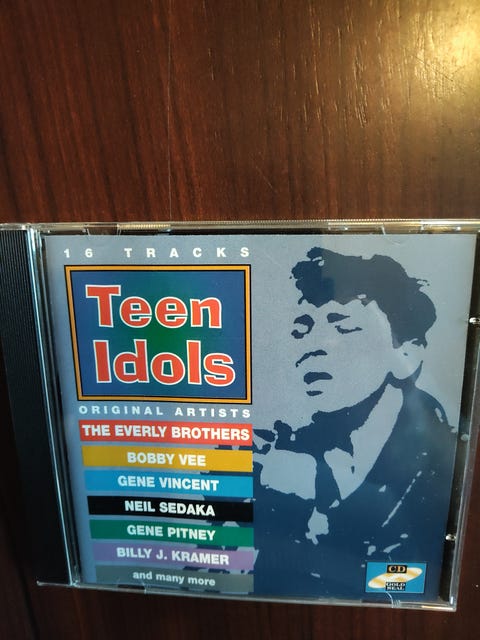 16 TRACKS
Teen
Idols
ORIGINAL ARTISTS
THE EVERLY BROTHERS
BOBBY VEE
GENE VINCENT
NEIL SEDAKA
GENE PITNEY
BILLY J. KRAMER
and many more
CD
GOLD
SEAL